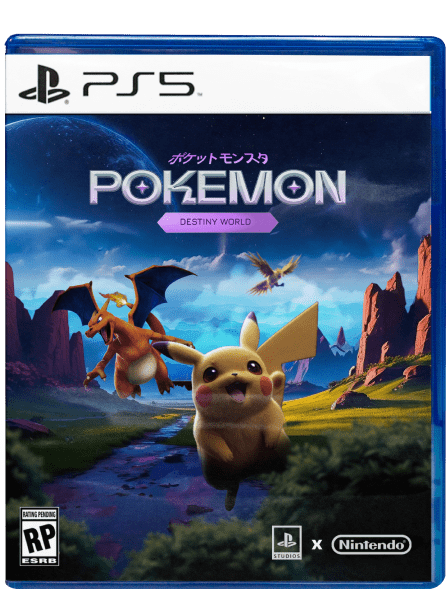 PS5
ポケットモンスタ
POKEMON
DESTINY WORLD
RATING PENDING
RP
ESRB
STUDIOS
x
Nintendo